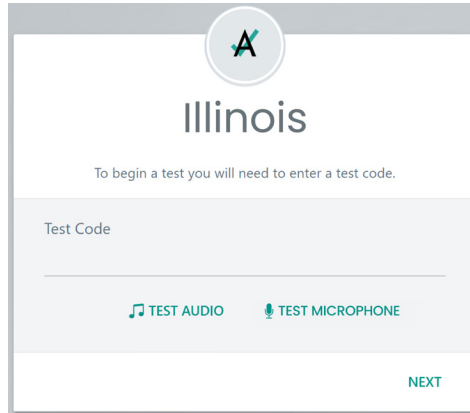 Illinois
To begin a test you will need to enter a test code.
Test Code
TEST AUDIO TEST MICROPHONE
NEXT